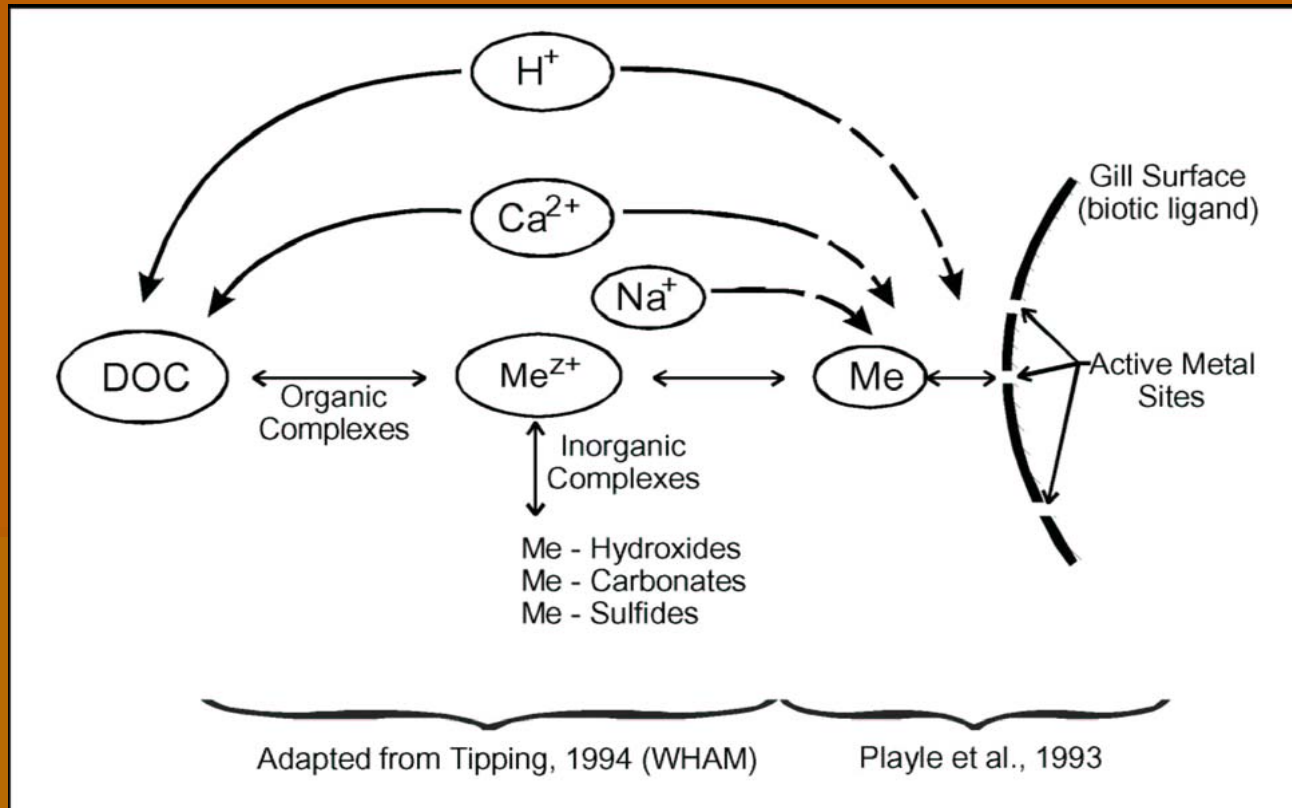 H⁺
Ca²⁺
Na⁺
Gill Surface
(biotic ligand)
DOC
Organic
Complexes
Meᶻ⁺
Me
Active Metal
Sites
Inorganic
Complexes
Me - Hydroxides
Me - Carbonates
Me - Sulfides
Adapted from Tipping, 1994 (WHAM)
Playle et al., 1993